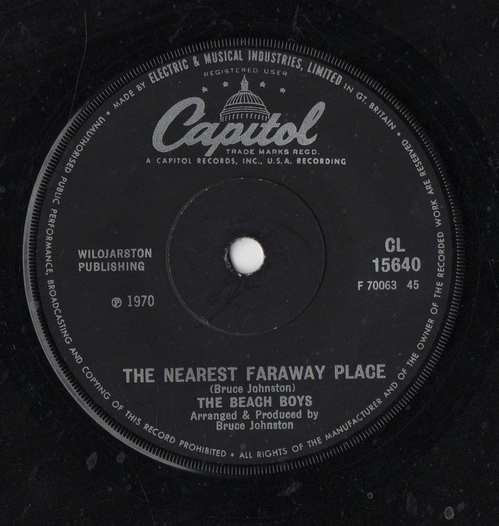 MADE BY ELECTRIC & MUSICAL INDUSTRIES, LIMITED IN GT. BRITAIN • ALL RIGHTS OF THE MANUFACTURER AND OF THE OWNER OF THE RECORDED WORK ARE RESERVED
UNAUTHORISED PUBLIC PERFORMANCE, BROADCASTING AND COPYING OF THIS RECORD PROHIBITED •
REGISTERED USER
Capitol
TRADE MARKS REGD.
A CAPITOL RECORDS, INC., U.S.A. RECORDING
WILOJARSTON
PUBLISHING
℗ 1970
CL
15640
F 70063 45
THE NEAREST FARAWAY PLACE
(Bruce Johnston)
THE BEACH BOYS
Arranged & Produced by
Bruce Johnston